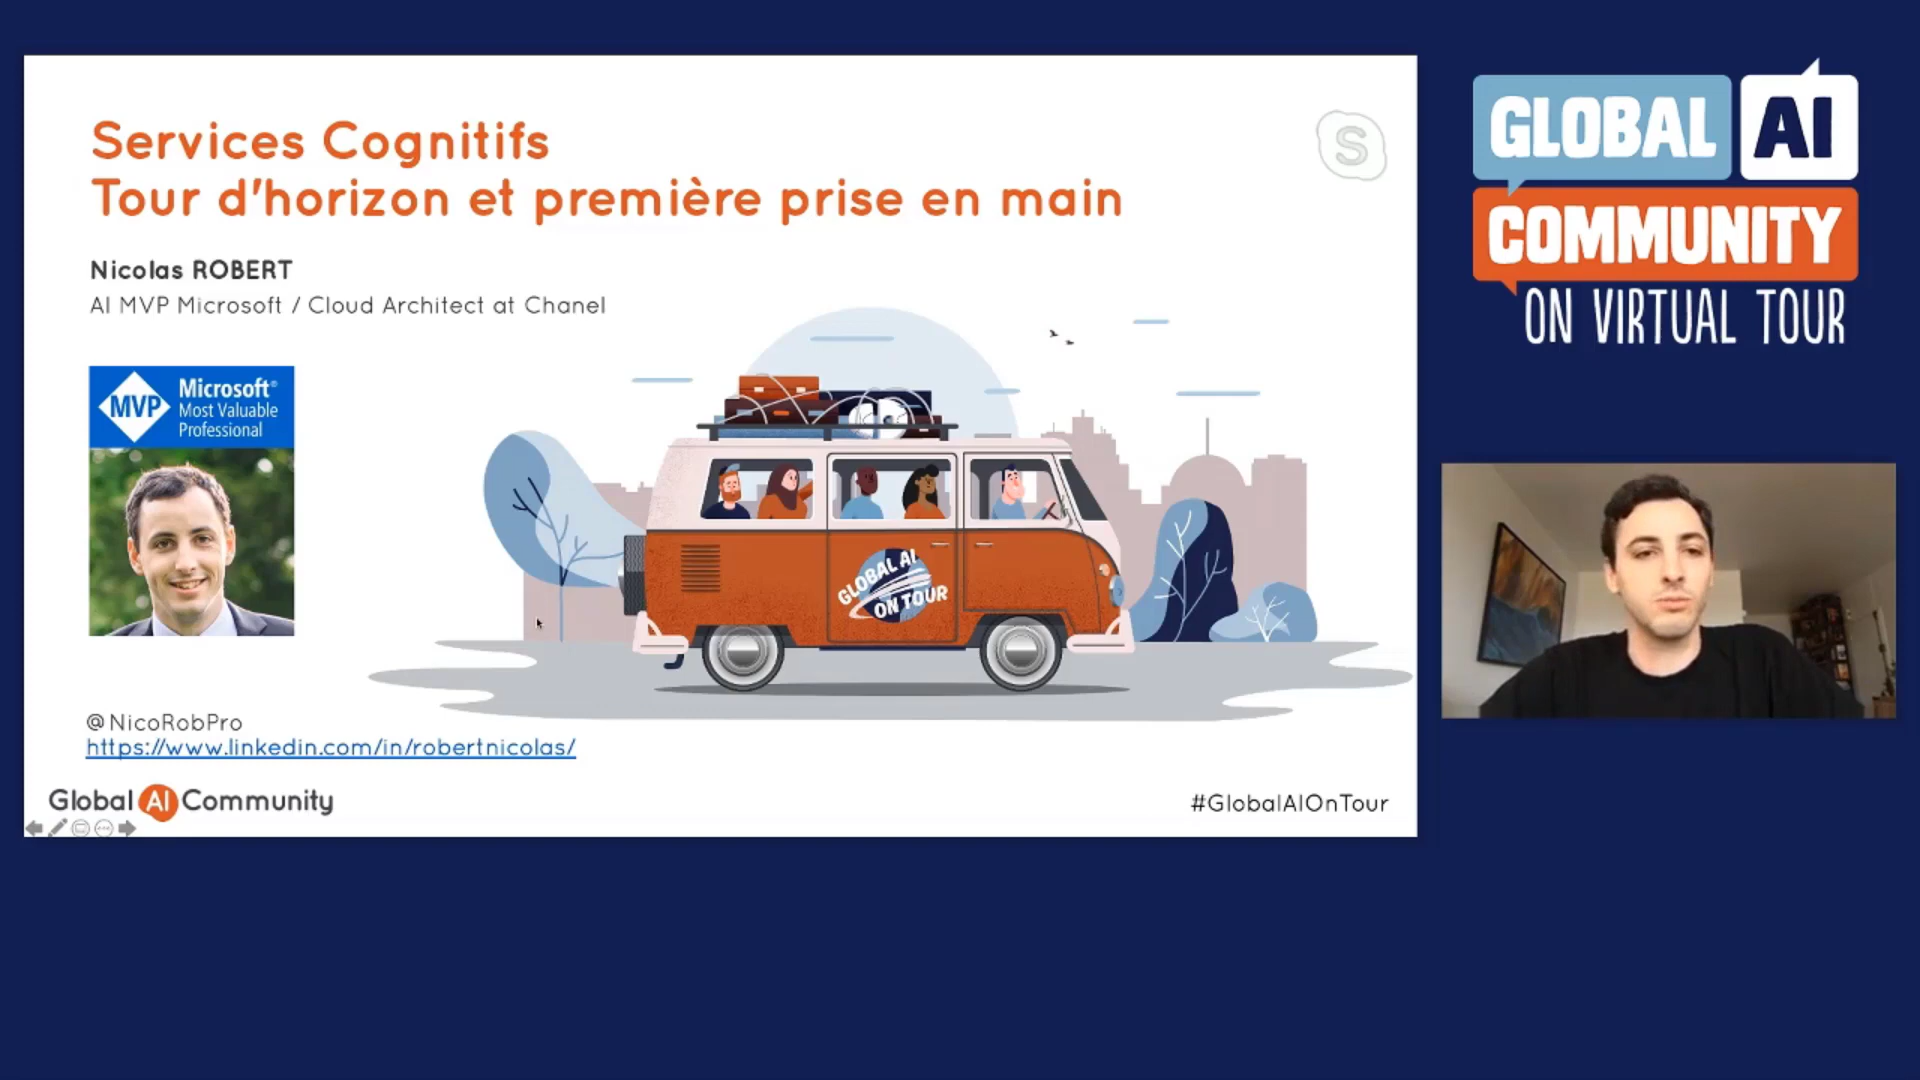 Services Cognitifs
Tour d'horizon et première prise en main
Nicolas ROBERT
AI MVP Microsoft / Cloud Architect at Chanel
MVP
Microsoft®
Most Valuable
Professional
GLOBAL AI
ON TOUR
@NicoRobPro
https://www.linkedin.com/in/robertnicolas/
Global AI Community
#GlobalAIOnTour
S
GLOBAL AI
COMMUNITY
ON VIRTUAL TOUR